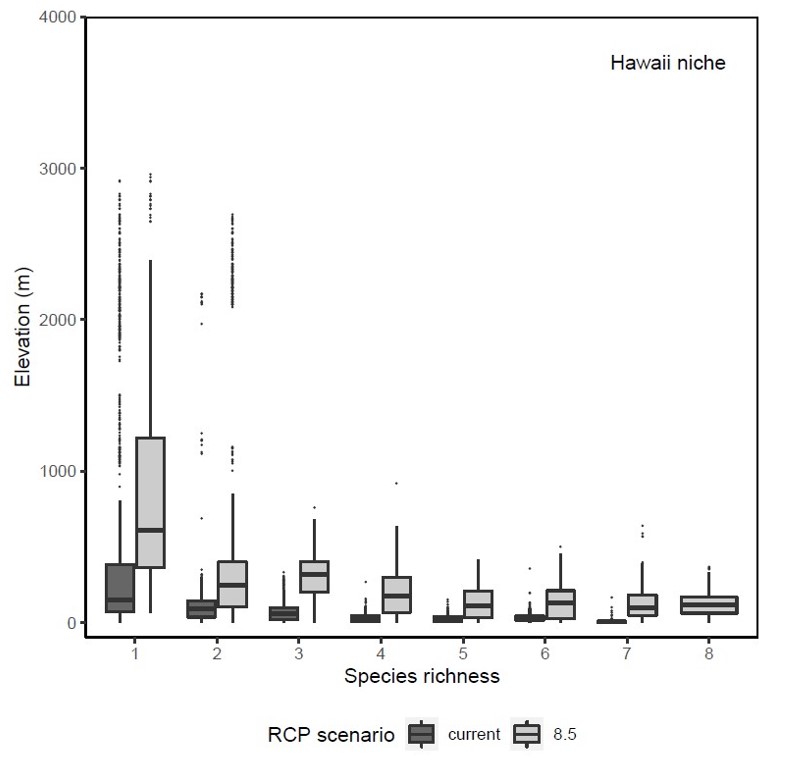 4000
Hawaii niche
3000
2000
1000
0
Elevation (m)
1 2 3 4 5 6 7 8
Species richness
RCP scenario current 8.5